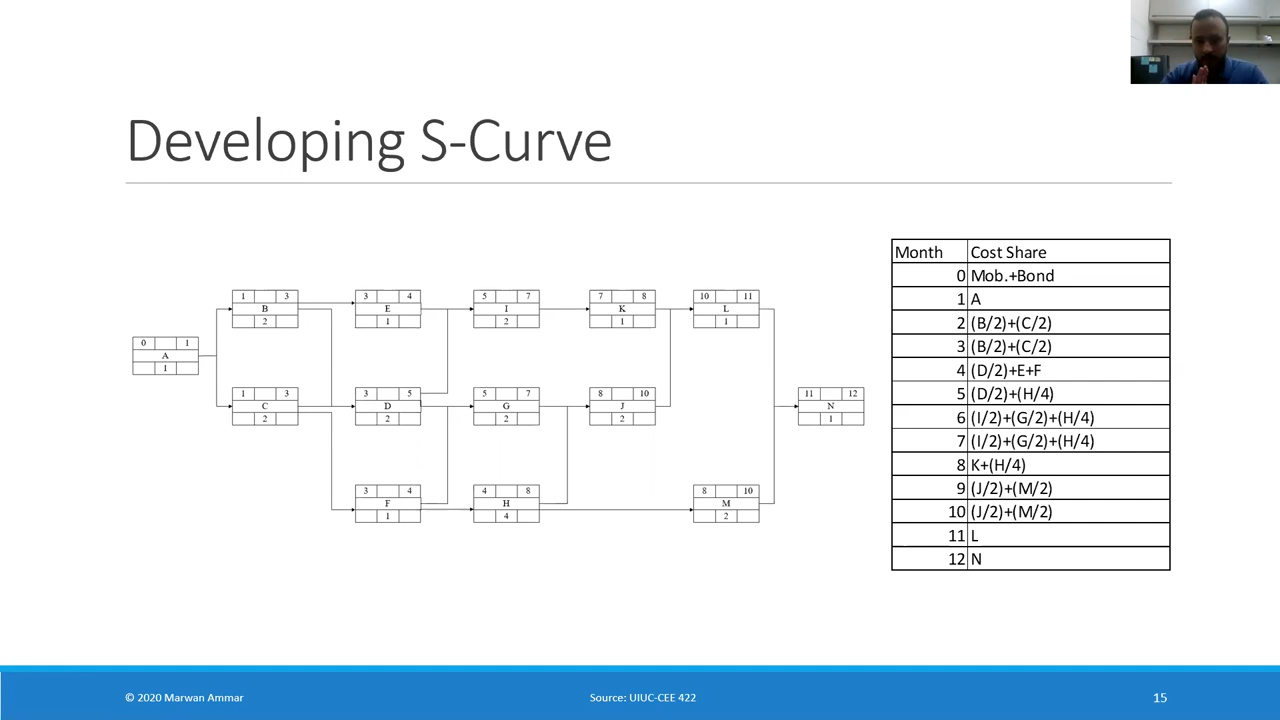 Developing S-Curve
1 3
B
2
3 4
E
1
5 7
I
2
7 8
K
1
10 11
L
1
0 1
A
1
1 3
C
2
3 5
D
2
5 7
G
2
8 10
J
2
11 12
N
1
3 4
F
1
4 8
H
4
8 10
M
2
Month Cost Share
0 Mob.+Bond
1 A
2 (B/2)+(C/2)
3 (B/2)+(C/2)
4 (D/2)+E+F
5 (D/2)+(H/4)
6 (I/2)+(G/2)+(H/4)
7 (I/2)+(G/2)+(H/4)
8 K+(H/4)
9 (J/2)+(M/2)
10 (J/2)+(M/2)
11 L
12 N
© 2020 Marwan Ammar
Source: UIUC-CEE 422
15